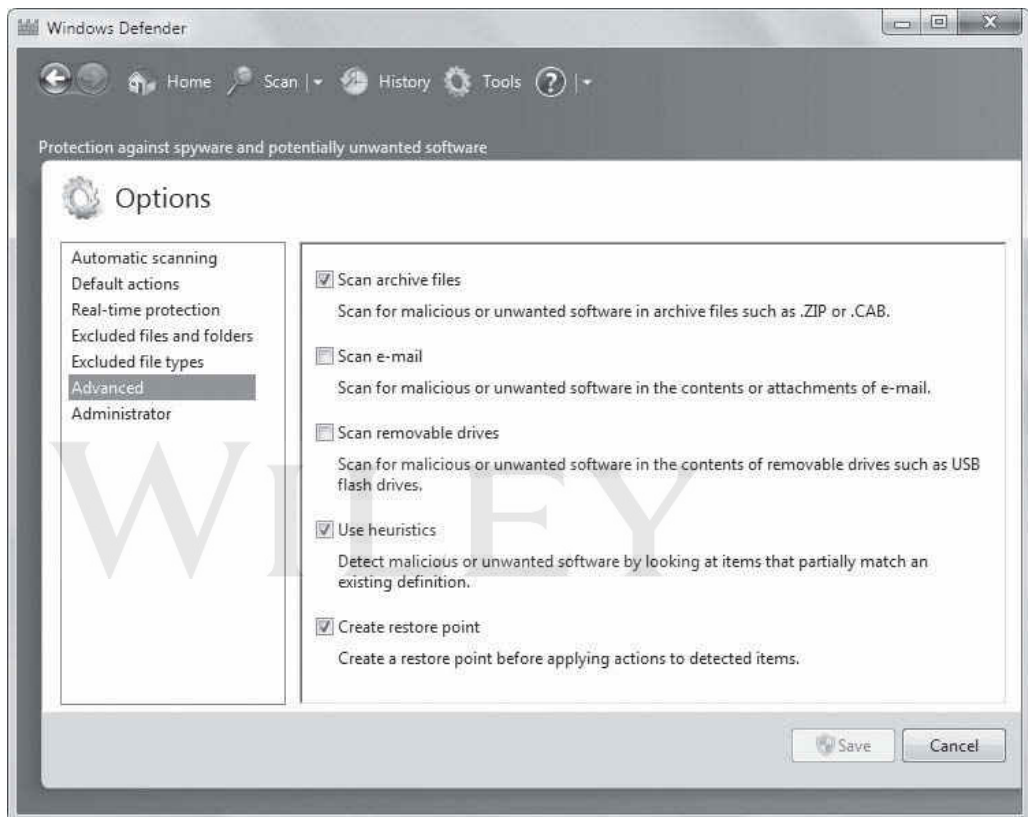 Windows Defender
Home
Scan
History
Tools
?
Protection against spyware and potentially unwanted software
Options
Automatic scanning
Default actions
Real-time protection
Excluded files and folders
Excluded file types
Advanced
Administrator
Scan archive files
Scan for malicious or unwanted software in archive files such as .ZIP or .CAB.
Scan e-mail
Scan for malicious or unwanted software in the contents or attachments of e-mail.
Scan removable drives
Scan for malicious or unwanted software in the contents of removable drives such as USB
flash drives.
Use heuristics
Detect malicious or unwanted software by looking at items that partially match an
existing definition.
Create restore point
Create a restore point before applying actions to detected items.
WILEY
Save
Cancel